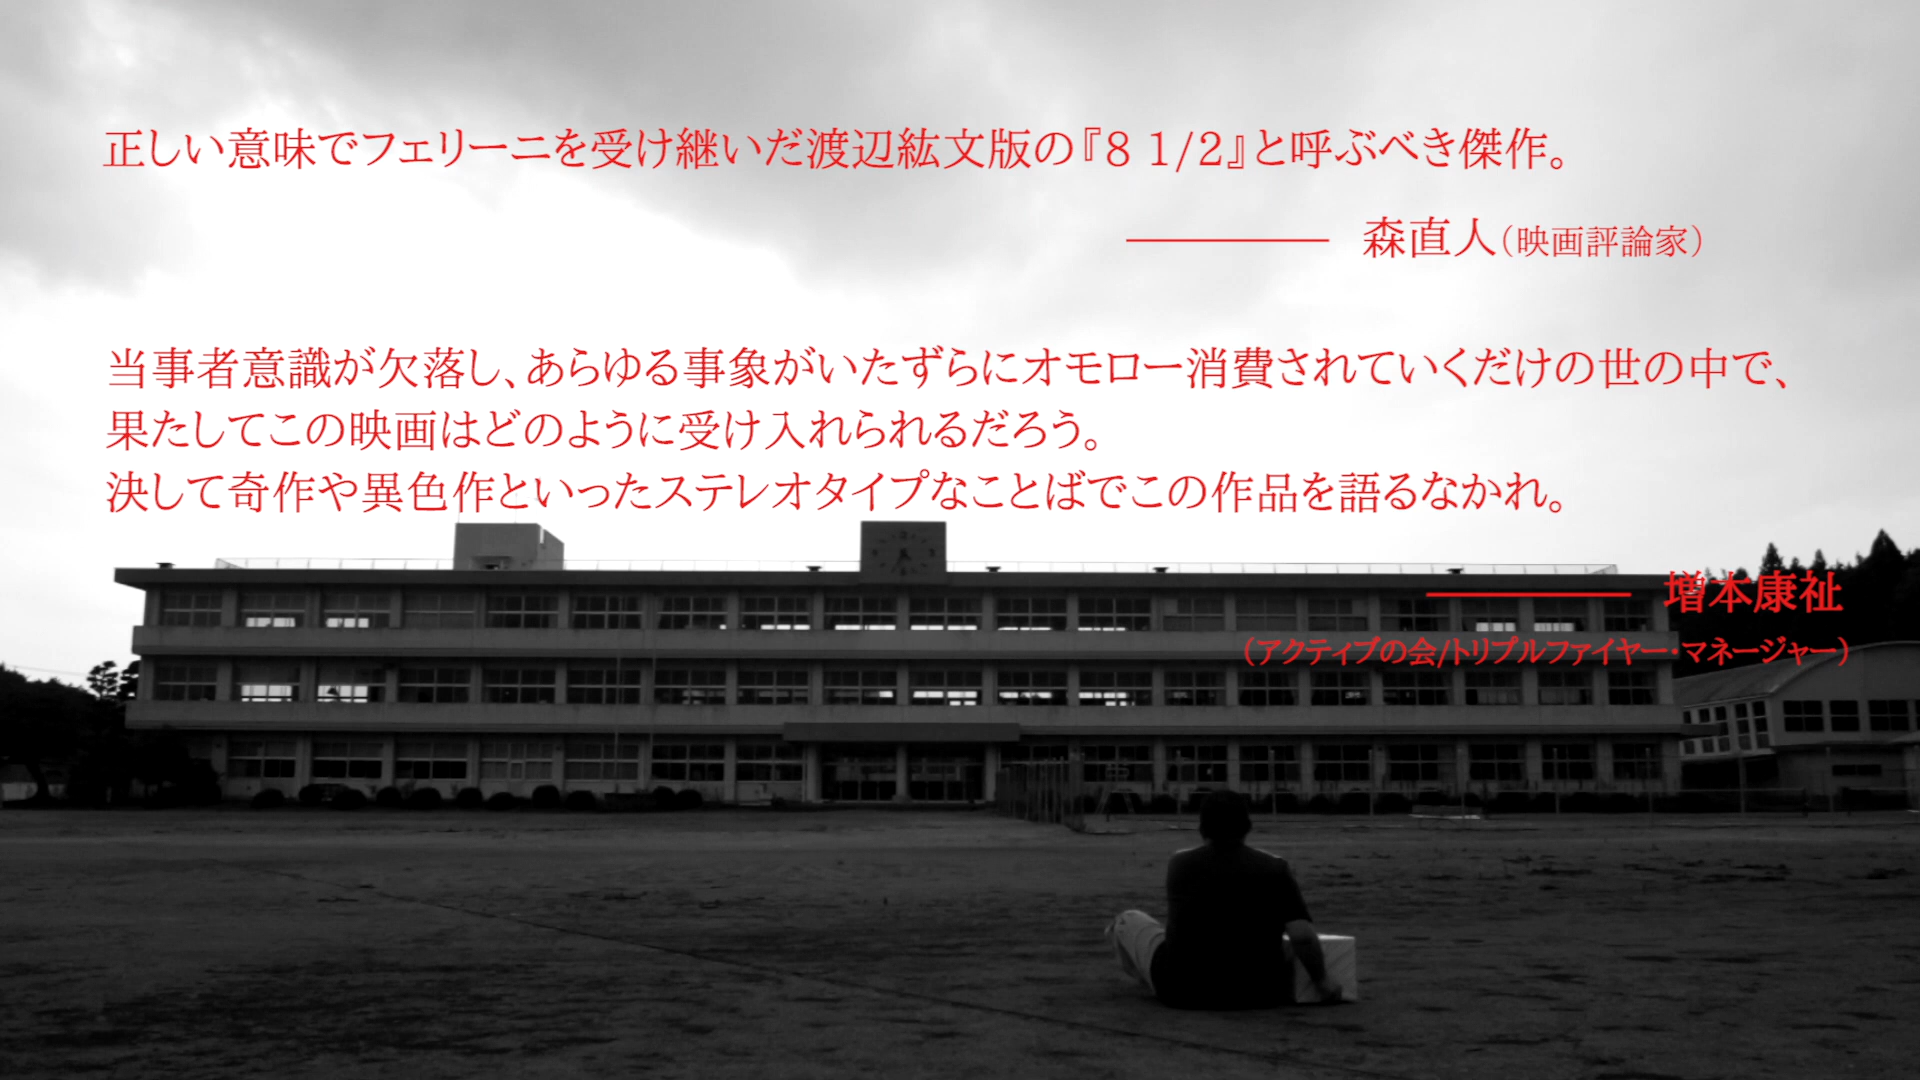 正しい意味でフェリーニを受け継いだ渡辺紘文版の『8 1/2』と呼ぶべき傑作。
――― 森直人（映画評論家）
当事者意識が欠落し、あらゆる事象がいたずらにオモロー消費されていくだけの世の中で、
果たしてこの映画はどのように受け入れられるだろう。
決して奇作や異色作といったステレオタイプなことばでこの作品を語るなかれ。
――― 増本康祉
（アクティブの会/トリプルファイヤー・マネージャー）